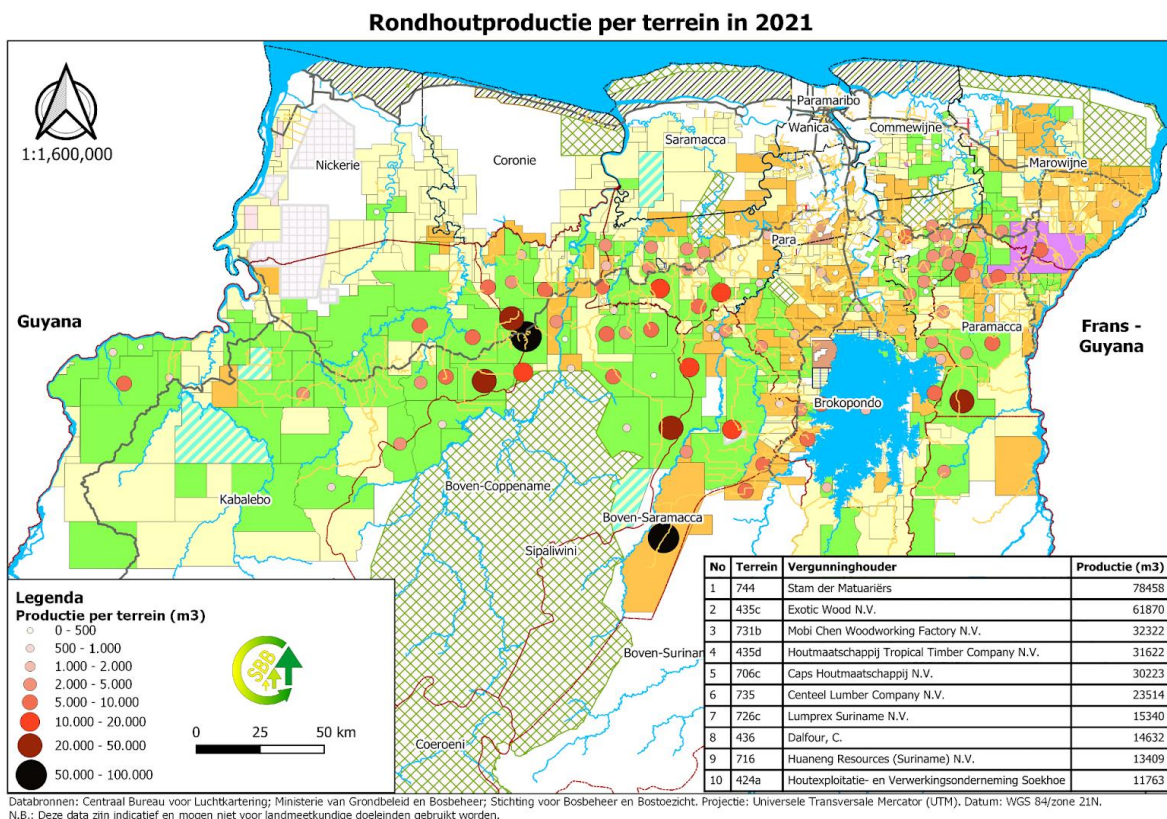 Rondhoutproductie per terrein in 2021
1:1,600,000
Nickerie
Coronie
Saramacca
Paramaribo
Wanica
Commewijne
Marowijne
Para
Guyana
Paramacca
Frans -
Guyana
Brokopondo
Kabalebo
Boven-Coppename
Boven-Saramacca
Sipaliwini
Boven-Surinam
Coeroeni
Legenda
Productie per terrein (m3)
0 - 500
500 - 1.000
1.000 - 2.000
2.000 - 5.000
5.000 - 10.000
10.000 - 20.000
20.000 - 50.000
50.000 - 100.000
SBB
0 25 50 km
No Terrein Vergunninghouder Productie (m3)
1 744 Stam der Matuariërs 78458
2 435c Exotic Wood N.V. 61870
3 731b Mobi Chen Woodworking Factory N.V. 32322
4 435d Houtmaatschappij Tropical Timber Company N.V. 31622
5 706c Caps Houtmaatschappij N.V. 30223
6 735 Centeel Lumber Company N.V. 23514
7 726c Lumprex Suriname N.V. 15340
8 436 Dalfour, C. 14632
9 716 Huaneng Resources (Suriname) N.V. 13409
10 424a Houtexploitatie- en Verwerkingsonderneming Soekhoe 11763
Databronnen: Centraal Bureau voor Luchtkartering; Ministerie van Grondbeleid en Bosbeheer; Stichting voor Bosbeheer en Bostoezicht. Projectie: Universele Transversale Mercator (UTM). Datum: WGS 84/zone 21N.
N.B.: Deze data zijn indicatief en mogen niet voor landmeetkundige doeleinden gebruikt worden.